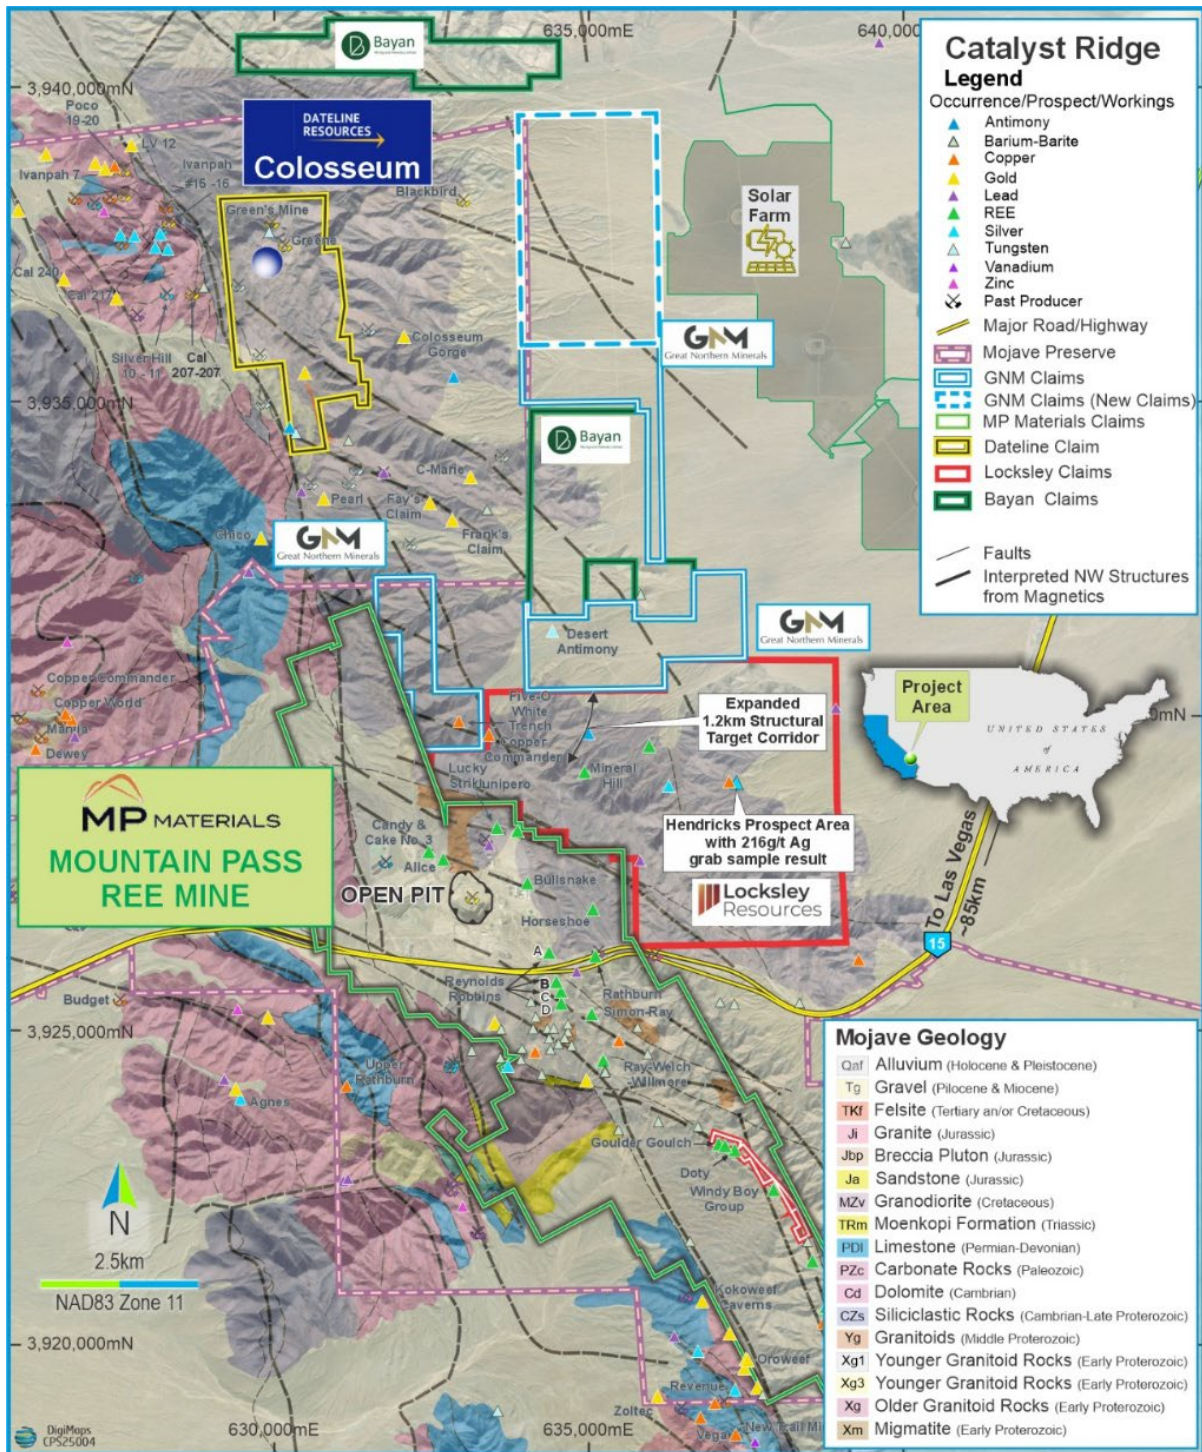 635,000mE
640,000
Bayan
3,940,000mN
Poco
19-20
LV 12
Ivanpah 7
Ivanpah
#15 -16
DATELINE
RESOURCES
Colosseum
Blackbird
Green's Mine
Greene
Cal 240
Cal 217
Silver Hill
10 - 11
Cal
207-207
Colosseum
Gorge
3,935,000mN
Solar
Farm
GNM
Great Northern Minerals
Bayan
C-Marie
Pearl
Fay's
Claim
Frank's
Claim
Chico
GNM
Great Northern Minerals
GNM
Great Northern Minerals
Desert
Antimony
Copper Commander
Copper World
Dewey
Five-O
White
Trench
Copper
Commander
Expanded
1.2km Structural
Target Corridor
Lucky
Strike
Junipero
Mineral
Hill
Hendricks Prospect Area
with 216g/t Ag
grab sample result
Locksley
Resources
MP MATERIALS
MOUNTAIN PASS
REE MINE
Candy &
Cake No. 3
Alice
OPEN PIT
Bullsnake
Horseshoe
A
B
C
D
Reynolds
Robbins
Rathburn
Simon-Ray
Budget
3,925,000mN
Upper
Rathburn
Agnes
Ray-Welch
-Willmore
Goulder Goulch
Doty
Windy Boy
Group
N
2.5km
NAD83 Zone 11
3,920,000mN
Kokoweef
Caverns
Oroweef
Revenue
Zoltec
Vega
New Trail Mi
630,000mE
635,000mE
DigiMaps
CPS25004
To Las Vegas
~85km
15
Project
Area
UNITED STATES
of
AMERICA
0mN
Catalyst Ridge
Legend
Occurrence/Prospect/Workings
Antimony
Barium-Barite
Copper
Gold
Lead
REE
Silver
Tungsten
Vanadium
Zinc
Past Producer
Major Road/Highway
Mojave Preserve
GNM Claims
GNM Claims (New Claims)
MP Materials Claims
Dateline Claim
Locksley Claims
Bayan Claims
Faults
Interpreted NW Structures
from Magnetics
Mojave Geology
Qaf Alluvium (Holocene & Pleistocene)
Tg Gravel (Pilocene & Miocene)
TKf Felsite (Tertiary an/or Cretaceous)
Ji Granite (Jurassic)
Jbp Breccia Pluton (Jurassic)
Ja Sandstone (Jurassic)
MZv Granodiorite (Cretaceous)
TRm Moenkopi Formation (Triassic)
PDl Limestone (Permian-Devonian)
PZc Carbonate Rocks (Paleozoic)
Cd Dolomite (Cambrian)
CZs Siliciclastic Rocks (Cambrian-Late Proterozoic)
Yg Granitoids (Middle Proterozoic)
Xg1 Younger Granitoid Rocks (Early Proterozoic)
Xg3 Younger Granitoid Rocks (Early Proterozoic)
Xg Older Granitoid Rocks (Early Proterozoic)
Xm Migmatite (Early Proterozoic)